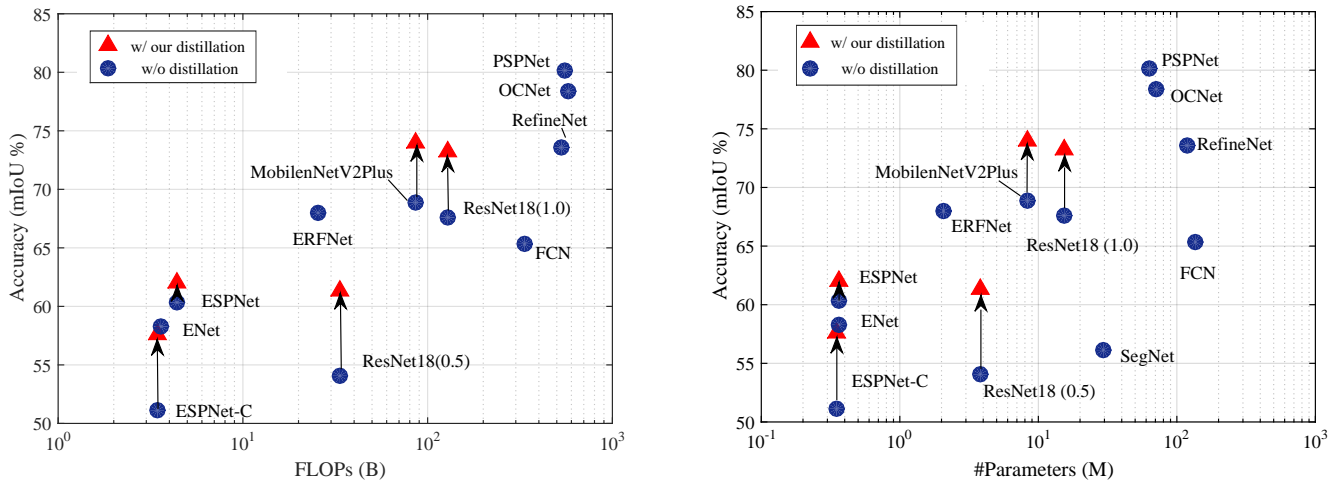 85
80
75
70
65
60
55
50
Accuracy (mIoU %)
w/ our distillation
w/o distillation
PSPNet
OCNet
RefineNet
MobilenNetV2Plus
ResNet18(1.0)
ERFNet
FCN
ESPNet
ENet
ResNet18(0.5)
ESPNet-C
10^0
10^1
10^2
10^3
FLOPs (B)
85
80
75
70
65
60
55
50
Accuracy (mIoU %)
w/ our distillation
w/o distillation
PSPNet
OCNet
RefineNet
MobilenNetV2Plus
ERFNet
ResNet18 (1.0)
FCN
ESPNet
ENet
SegNet
ESPNet-C
ResNet18 (0.5)
10^-1
10^0
10^1
10^2
10^3
#Parameters (M)